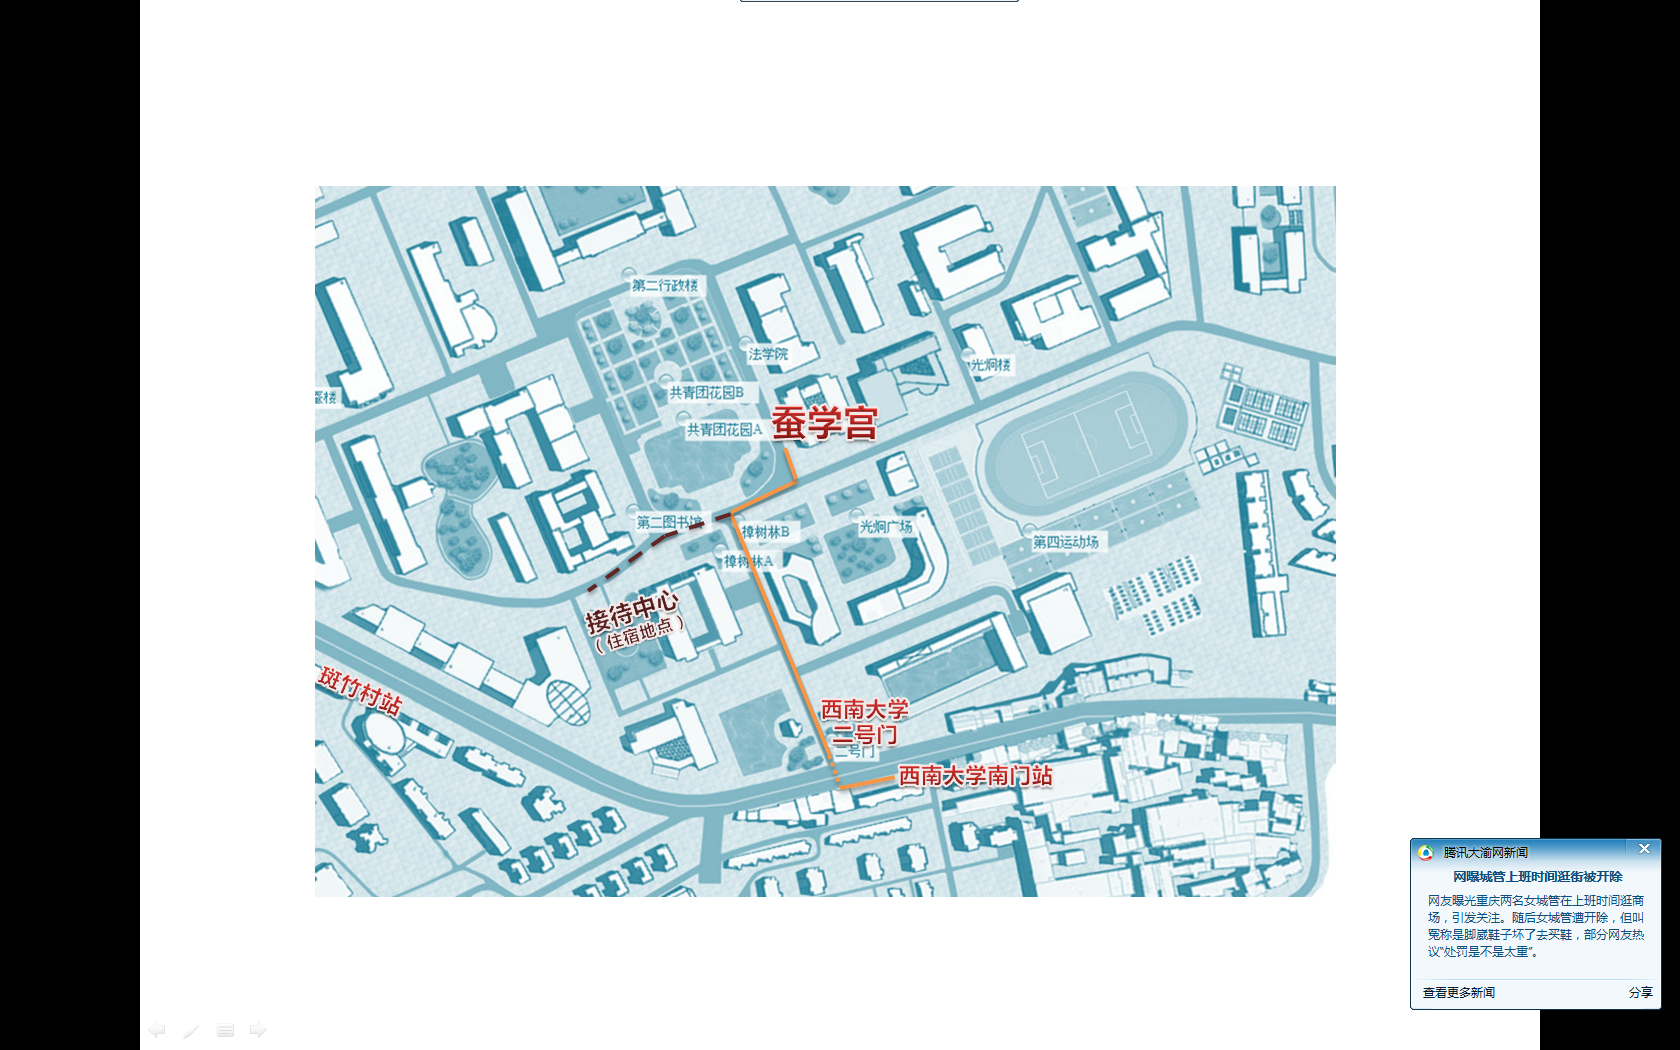 第二行政楼
法学院
光炯楼
共青团花园B
蚕学宫
共青团花园A
第二图书馆
樟树林B
光炯广场
第四运动场
樟树林A
接待中心
（住宿地点）
斑竹村站
西南大学
二号门
二号门
西南大学南门站
腾讯大渝网新闻
网曝城管上班时间逛街被开除
网友曝光重庆两名女城管在上班时间逛商
场，引发关注。随后女城管遭开除，但叫
冤称是脚崴鞋子坏了去买鞋，部分网友热
议“处罚是不是太重”。
查看更多新闻
分享